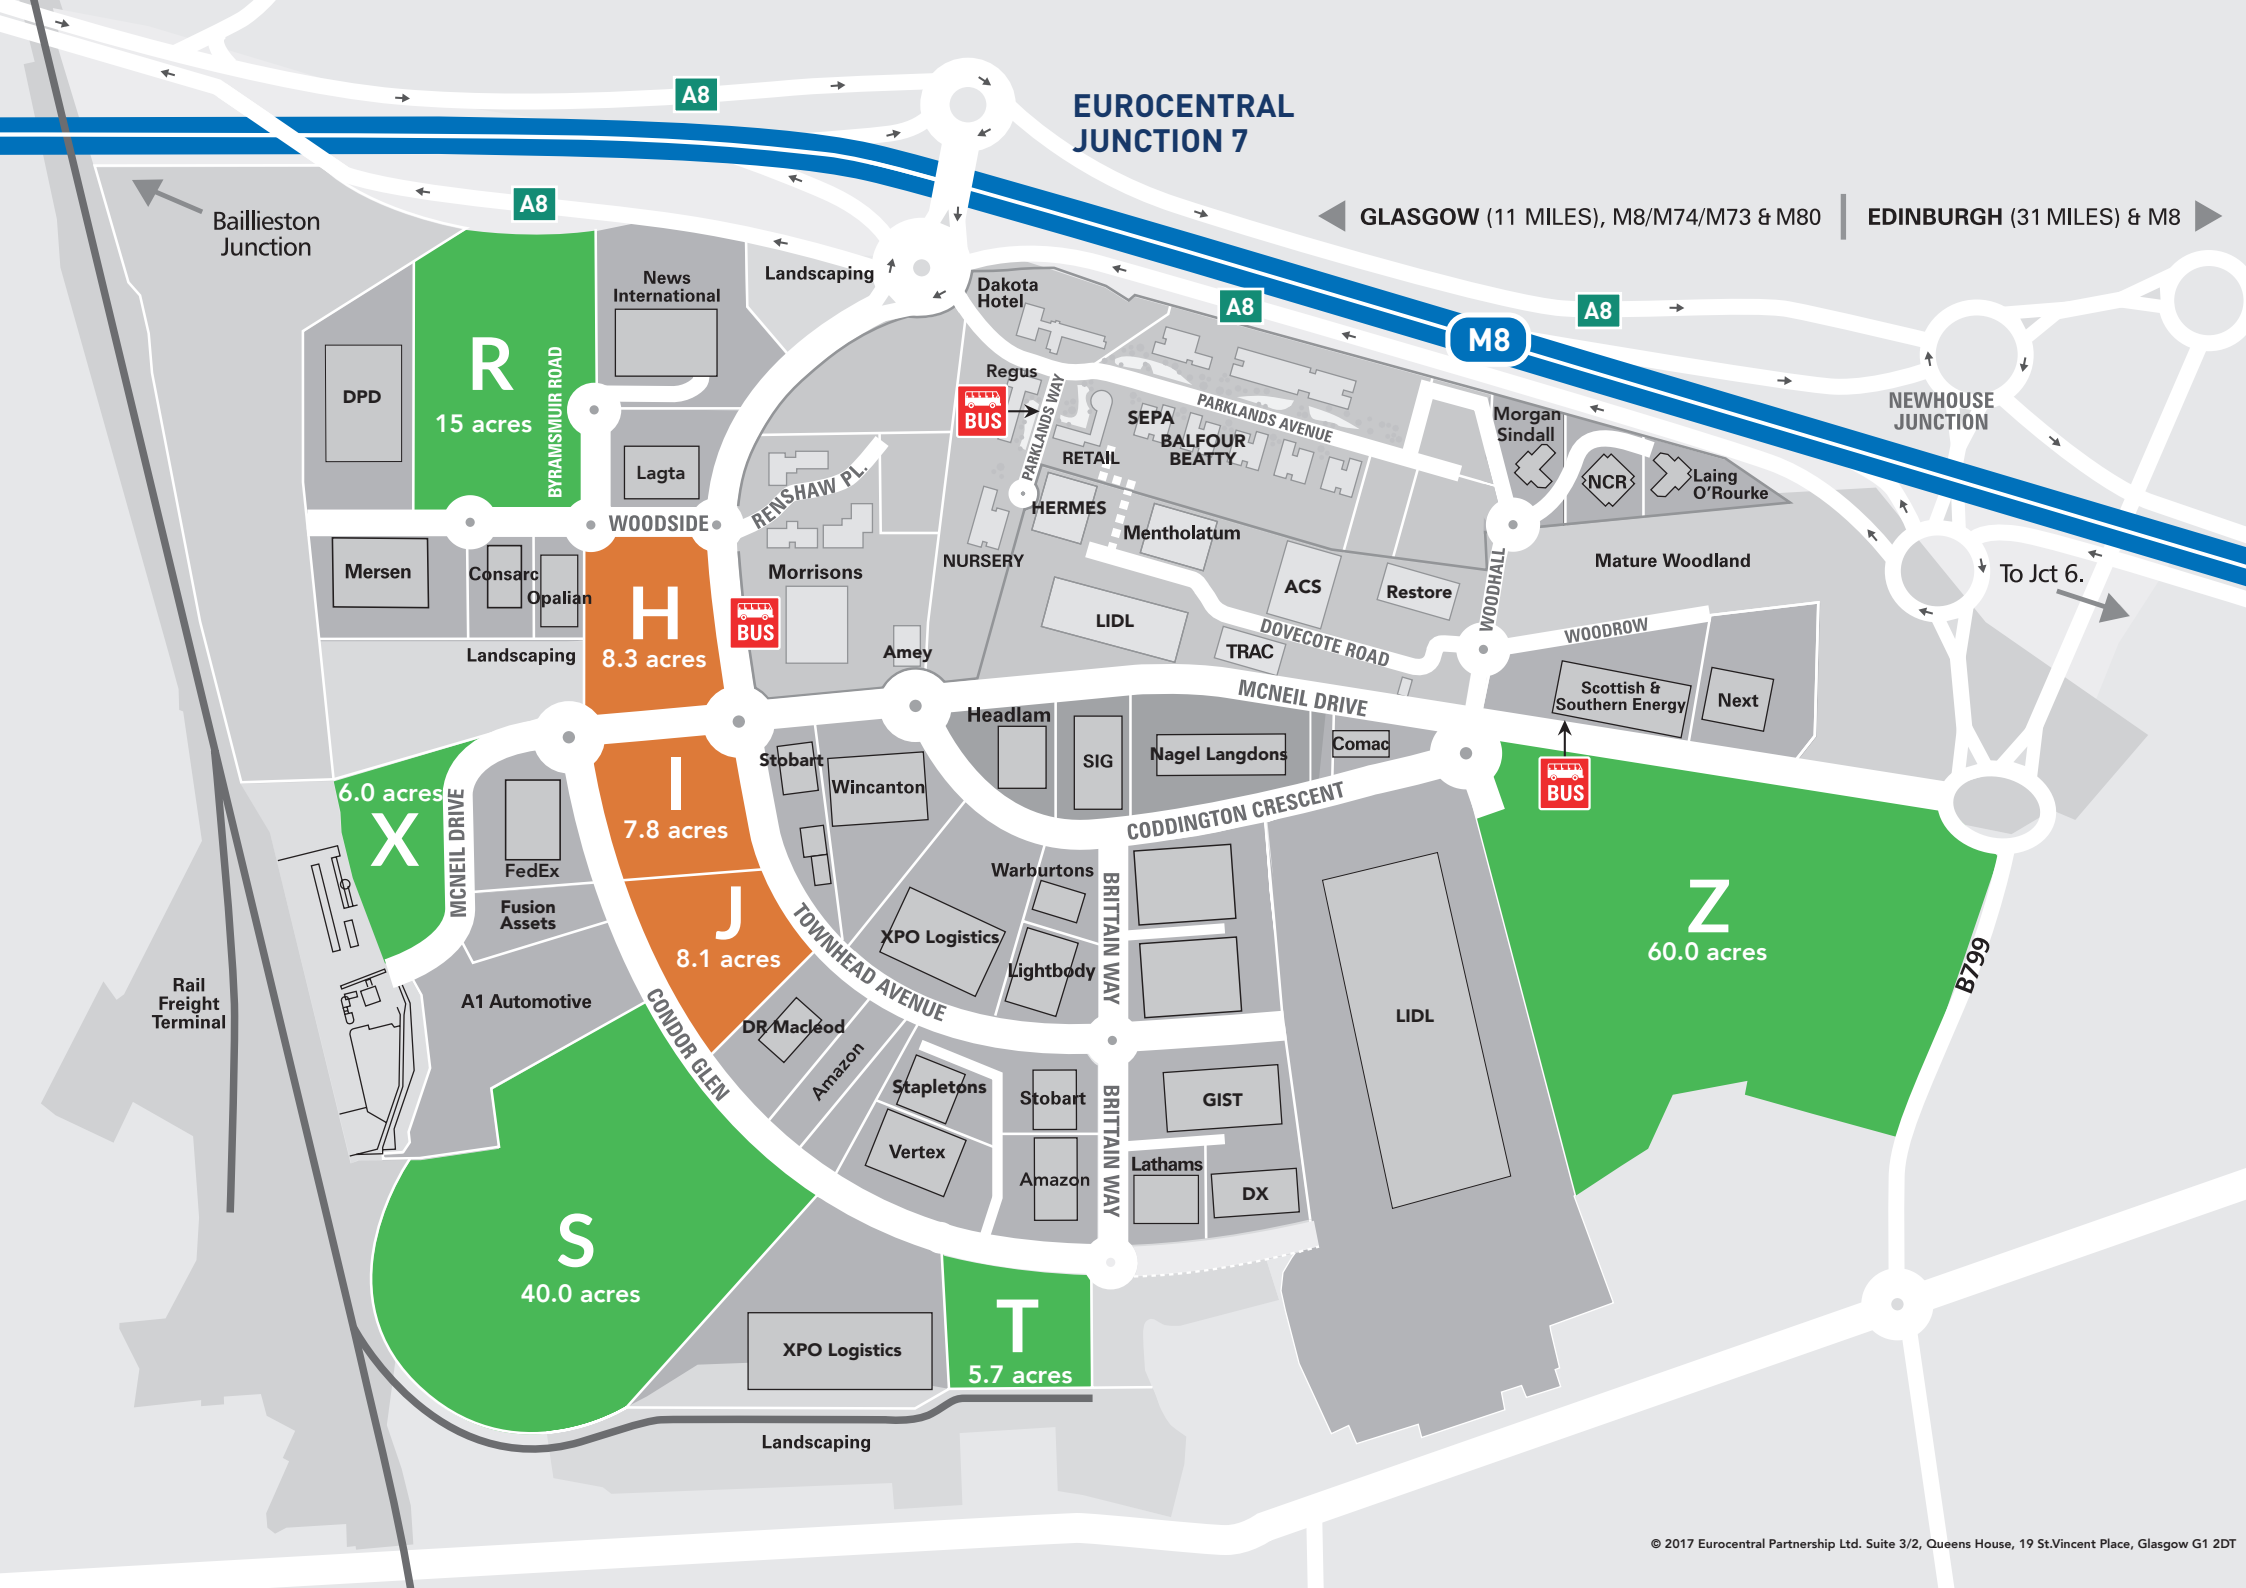 A8
EUROCENTRAL
JUNCTION 7
Baillieston
Junction
A8
GLASGOW (11 MILES), M8/M74/M73 & M80
EDINBURGH (31 MILES) & M8
News
International
Landscaping
Dakota
Hotel
A8
A8
M8
R
15 acres
BYRAMSMUIR ROAD
DPD
Regus
BUS
PARKLANDS WAY
SEPA
PARKLANDS AVENUE
BALFOUR
BEATTY
RETAIL
Morgan
Sindall
NCR
Laing
O'Rourke
NEWHOUSE
JUNCTION
Lagta
RENSHAW PL.
WOODSIDE
HERMES
Mentholatum
NURSERY
Mersen
Consarc
Opalian
Morrisons
ACS
Restore
WOODHALL
Mature Woodland
To Jct 6.
H
8.3 acres
BUS
LIDL
DOVECOTE ROAD
WOODROW
Landscaping
Amey
TRAC
MCNEIL DRIVE
Scottish &
Southern Energy
Next
Headlam
SIG
Nagel Langdons
Comac
Stobart
Wincanton
BUS
6.0 acres
X
MCNEIL DRIVE
FedEx
I
7.8 acres
CODDINGTON CRESCENT
Warburtons
BRITTAIN WAY
Fusion
Assets
J
8.1 acres
TOWNHEAD AVENUE
XPO Logistics
Lightbody
LIDL
Z
60.0 acres
B799
Rail
Freight
Terminal
A1 Automotive
CONDOR GLEN
DR Macleod
Amazon
Stapletons
Stobart
BRITTAIN WAY
GIST
Vertex
Amazon
Lathams
DX
S
40.0 acres
XPO Logistics
T
5.7 acres
Landscaping
© 2017 Eurocentral Partnership Ltd. Suite 3/2, Queens House, 19 St.Vincent Place, Glasgow G1 2DT